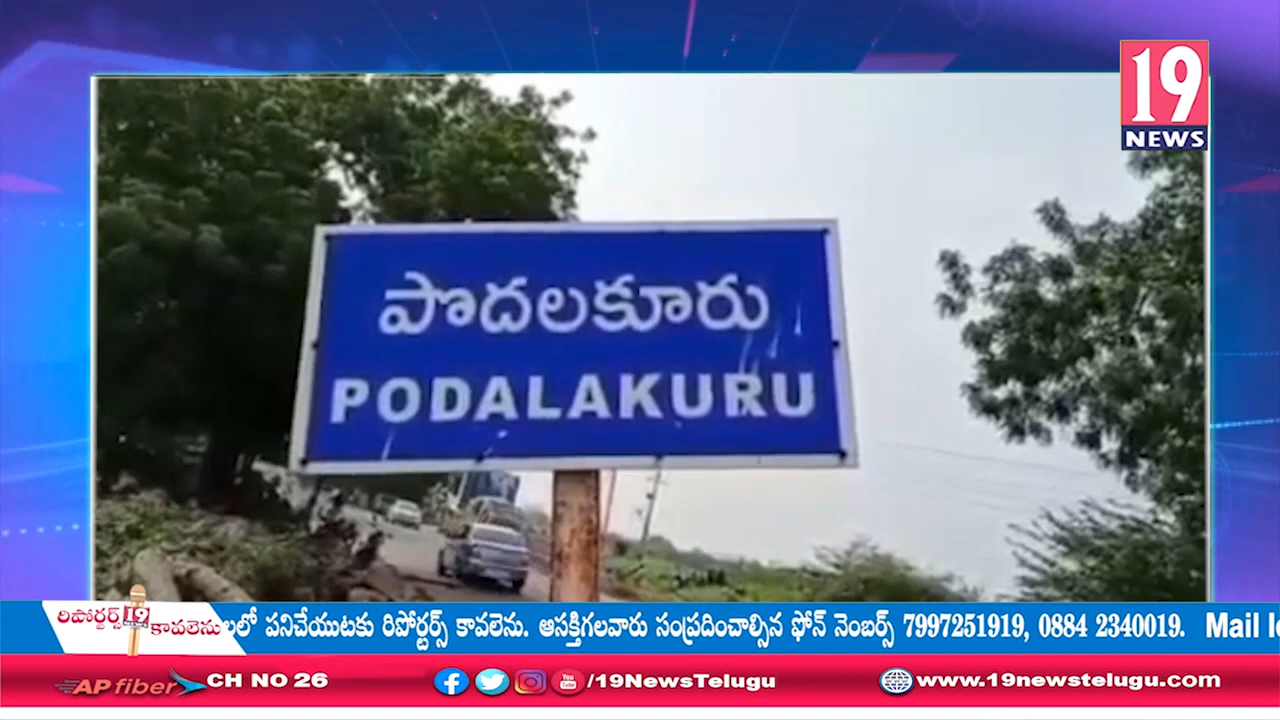 19
NEWS
పొదలకూరు
PODALAKURU
రిపోర్టర్స్ 19
కావలెను
లలో పనిచేయుటకు రిపోర్టర్స్ కావలెను. ఆసక్తిగలవారు సంప్రదించాల్సిన ఫోన్ నెంబర్స్ 7997251919, 0884 2340019. Mail
AP fiber CH NO 26
/19NewsTelugu
www.19newstelugu.com